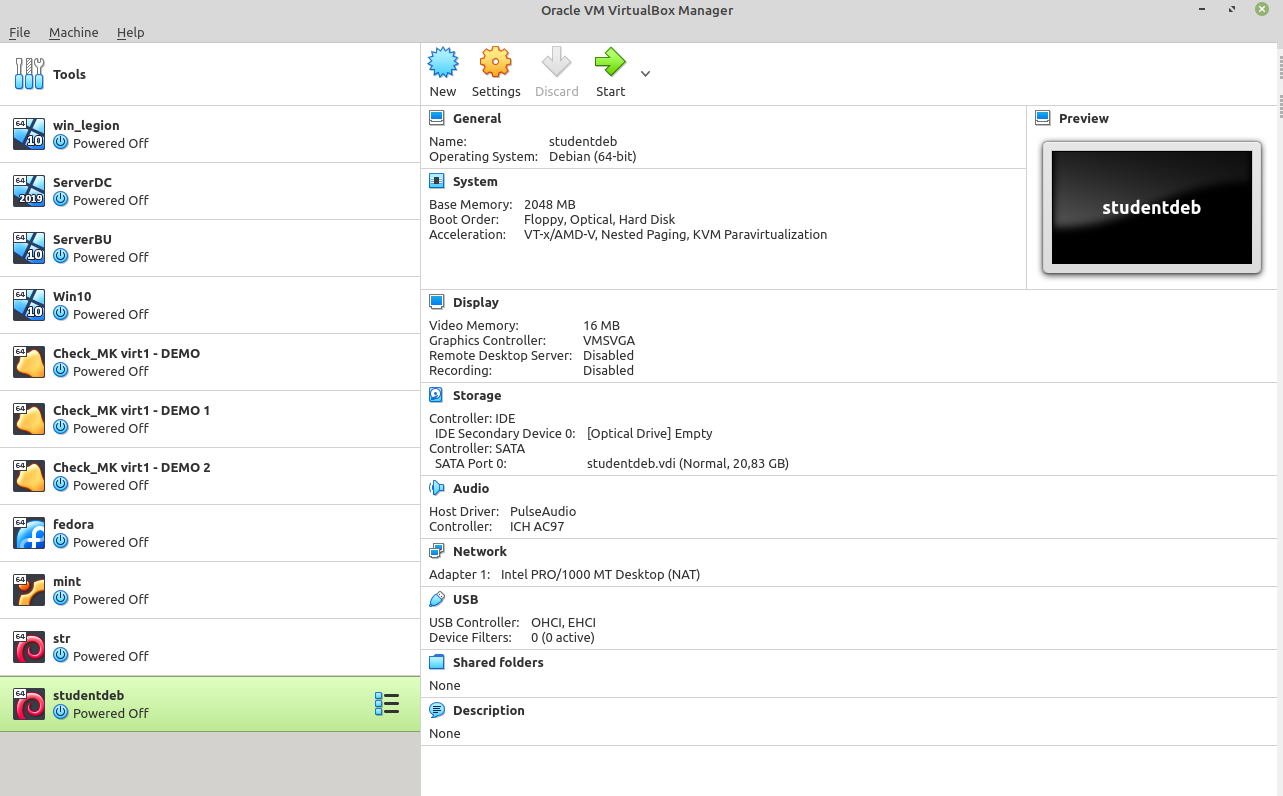 Oracle VM VirtualBox Manager
File Machine Help
Tools
New Settings Discard Start
64 10 win_legion
Powered Off
64 2019 ServerDC
Powered Off
64 10 ServerBU
Powered Off
64 10 Win10
Powered Off
64 Check_MK virt1 - DEMO
Powered Off
64 Check_MK virt1 - DEMO 1
Powered Off
64 Check_MK virt1 - DEMO 2
Powered Off
64 fedora
Powered Off
64 mint
Powered Off
64 str
Powered Off
64 studentdeb
Powered Off
General
Name: studentdeb
Operating System: Debian (64-bit)
System
Base Memory: 2048 MB
Boot Order: Floppy, Optical, Hard Disk
Acceleration: VT-x/AMD-V, Nested Paging, KVM Paravirtualization
Preview
studentdeb
Display
Video Memory: 16 MB
Graphics Controller: VMSVGA
Remote Desktop Server: Disabled
Recording: Disabled
Storage
Controller: IDE
IDE Secondary Device 0: [Optical Drive] Empty
Controller: SATA
SATA Port 0: studentdeb.vdi (Normal, 20,83 GB)
Audio
Host Driver: PulseAudio
Controller: ICH AC97
Network
Adapter 1: Intel PRO/1000 MT Desktop (NAT)
USB
USB Controller: OHCI, EHCI
Device Filters: 0 (0 active)
Shared folders
None
Description
None